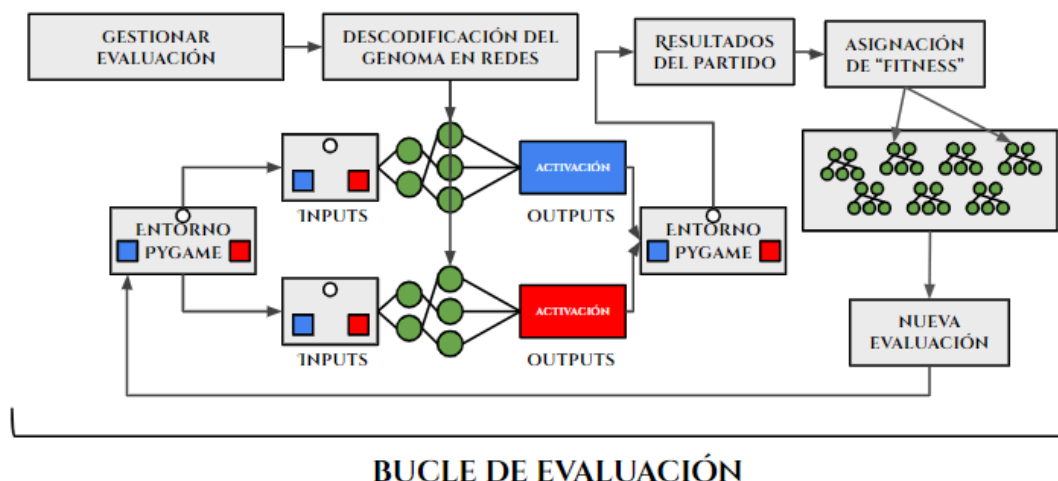 GESTIONAR
EVALUACIÓN
DESCODIFICACIÓN DEL
GENOMA EN REDES
RESULTADOS
DEL PARTIDO
ASIGNACIÓN
DE “FITNESS”
ACTIVACIÓN
INPUTS
OUTPUTS
ENTORNO
PYGAME
ENTORNO
PYGAME
ACTIVACIÓN
INPUTS
OUTPUTS
NUEVA
EVALUACIÓN
BUCLE DE EVALUACIÓN